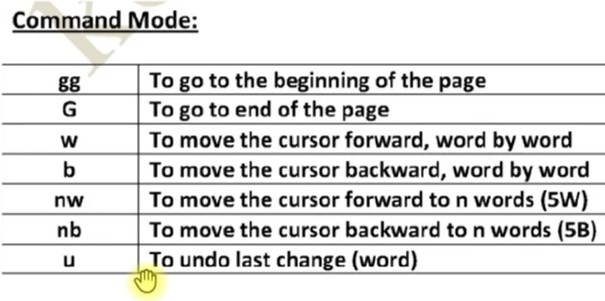 Command Mode:
gg To go to the beginning of the page
G To go to end of the page
w To move the cursor forward, word by word
b To move the cursor backward, word by word
nw To move the cursor forward to n words (5W)
nb To move the cursor backward to n words (5B)
u To undo last change (word)